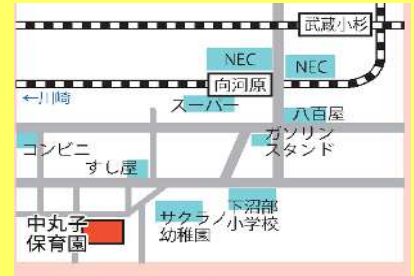 武蔵小杉
NEC
NEC
向河原
←川崎
スーパー
八百屋
ガソリン
スタンド
コンビニ
すし屋
中丸子
保育園
サクラノ
幼稚園
下沼部
小学校